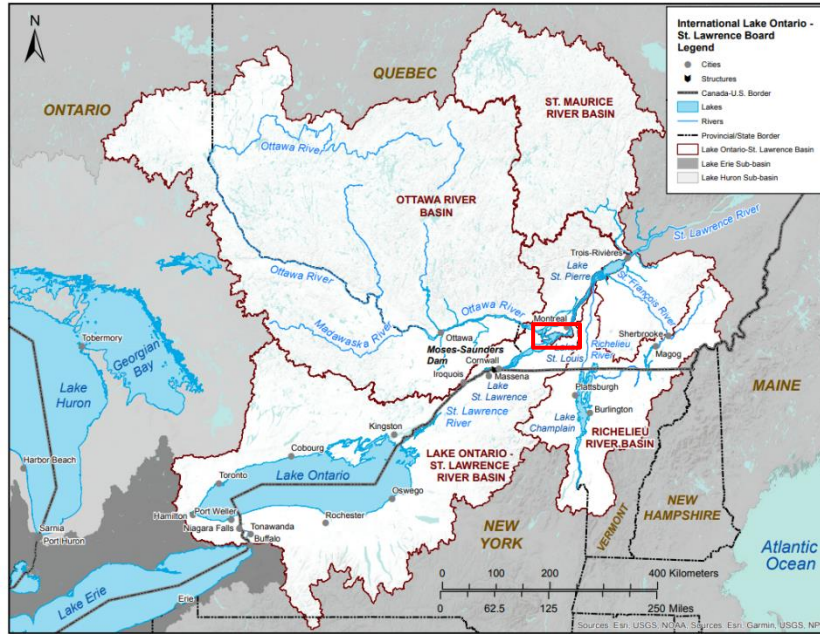 International Lake Ontario -
St. Lawrence Board
Legend
Cities
Structures
Canada-U.S. Border
Lakes
Rivers
Provincial/State Border
Lake Ontario-St. Lawrence Basin
Lake Erie Sub-basin
Lake Huron Sub-basin
N
QUEBEC
ONTARIO
ST. MAURICE
RIVER BASIN
Ottawa River
OTTAWA RIVER
BASIN
St. Lawrence River
Trois-Rivières
Lake
St. Pierre
St. François River
Ottawa River
Ottawa River
Madawaska River
Montreal
Ottawa
Sherbrooke
Richelieu
River
Magog
Moses-Saunders
Dam
Cornwall
St. Louis
Iroquois
Massena
Lake
St. Lawrence
Plattsburgh
Tobermory
Georgian
Bay
Lake
Huron
MAINE
St. Lawrence
River
Burlington
Lake
Champlain
Kingston
RICHELIEU
RIVER BASIN
Cobourg
LAKE ONTARIO -
ST. LAWRENCE
RIVER BASIN
Harbor Beach
Toronto
Lake Ontario
Oswego
NEW
HAMPSHIRE
VERMONT
Hamilton
Port Weller
Rochester
Niagara Falls
Tonawanda
Buffalo
NEW
YORK
Sarnia
Port Huron
Atlantic
Ocean
Lake Erie
Erie
0 100 200 400 Kilometers
0 62.5 125 250 Miles
Sources: Esri, USGS, NOAA, Sources: Esri, Garmin, USGS, NP